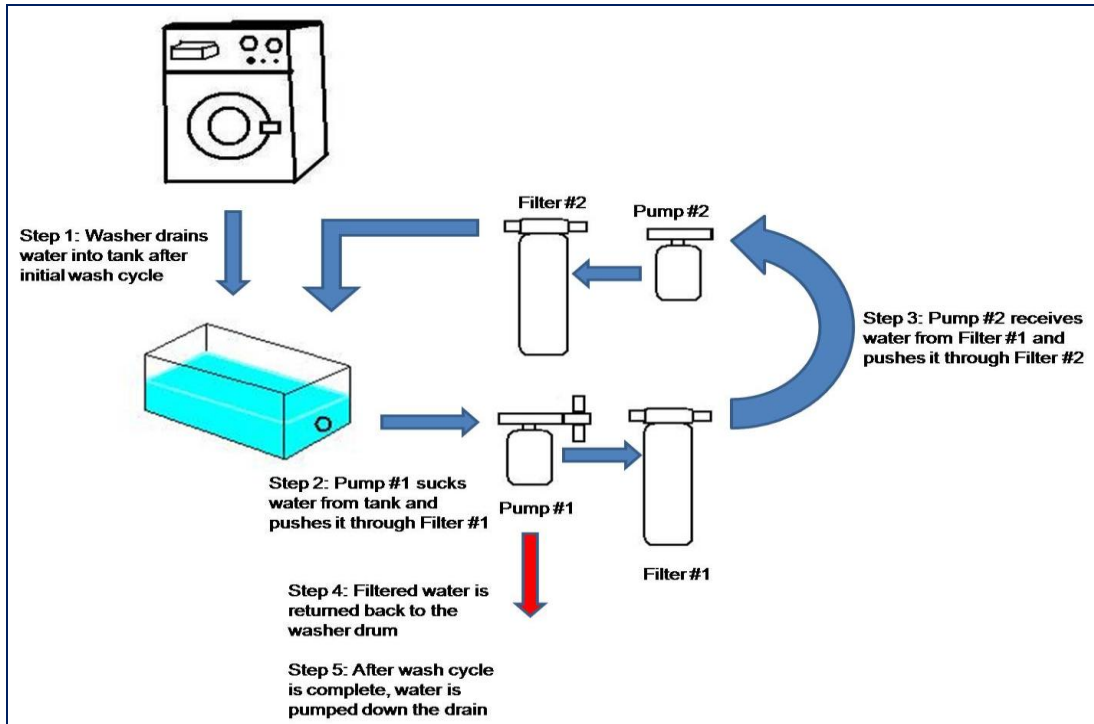 Filter #2
Pump #2
Step 1: Washer drains
water into tank after
initial wash cycle
Step 3: Pump #2 receives
water from Filter #1 and
pushes it through Filter #2
Step 2: Pump #1 sucks
water from tank and
pushes it through Filter #1
Pump #1
Filter #1
Step 4: Filtered water is
returned back to the
washer drum
Step 5: After wash cycle
is complete, water is
pumped down the drain